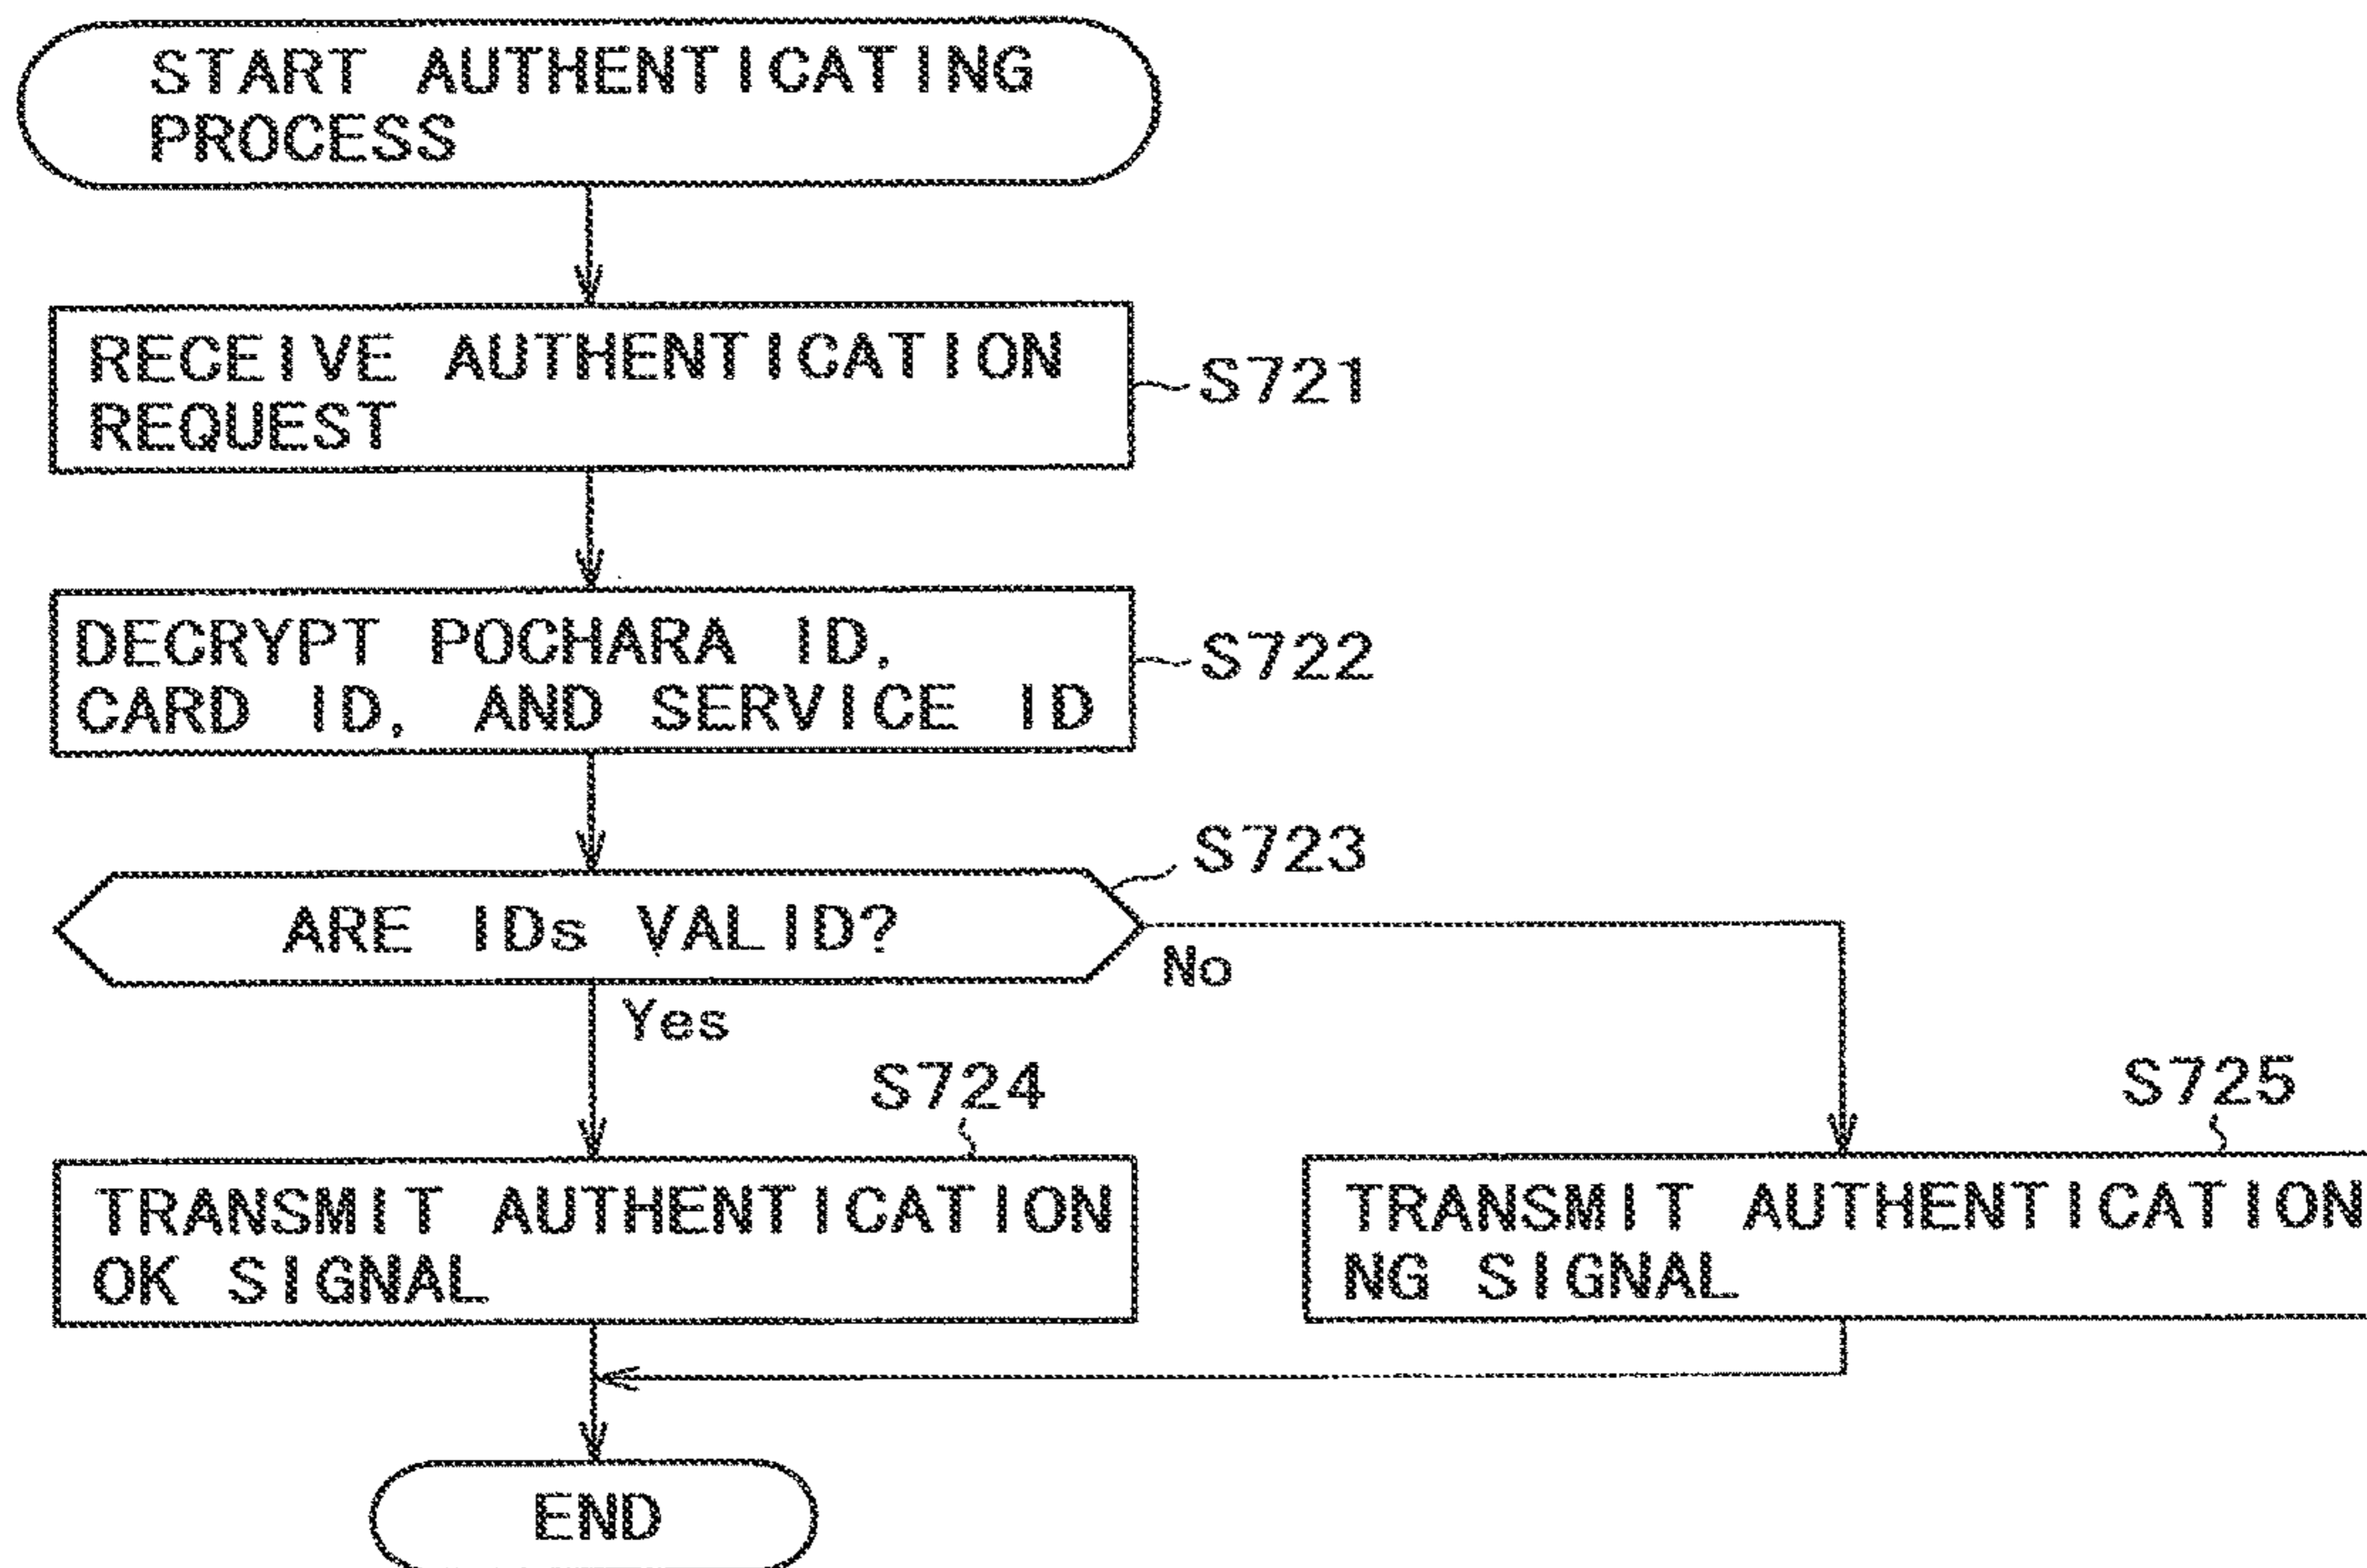 START AUTHENTICATING
PROCESS
RECEIVE AUTHENTICATION
REQUEST
S721
DECRYPT POCHARA ID,
CARD ID, AND SERVICE ID
S722
S723
ARE IDs VALID?
No
Yes
S724
S725
TRANSMIT AUTHENTICATION
OK SIGNAL
TRANSMIT AUTHENTICATION
NG SIGNAL
END